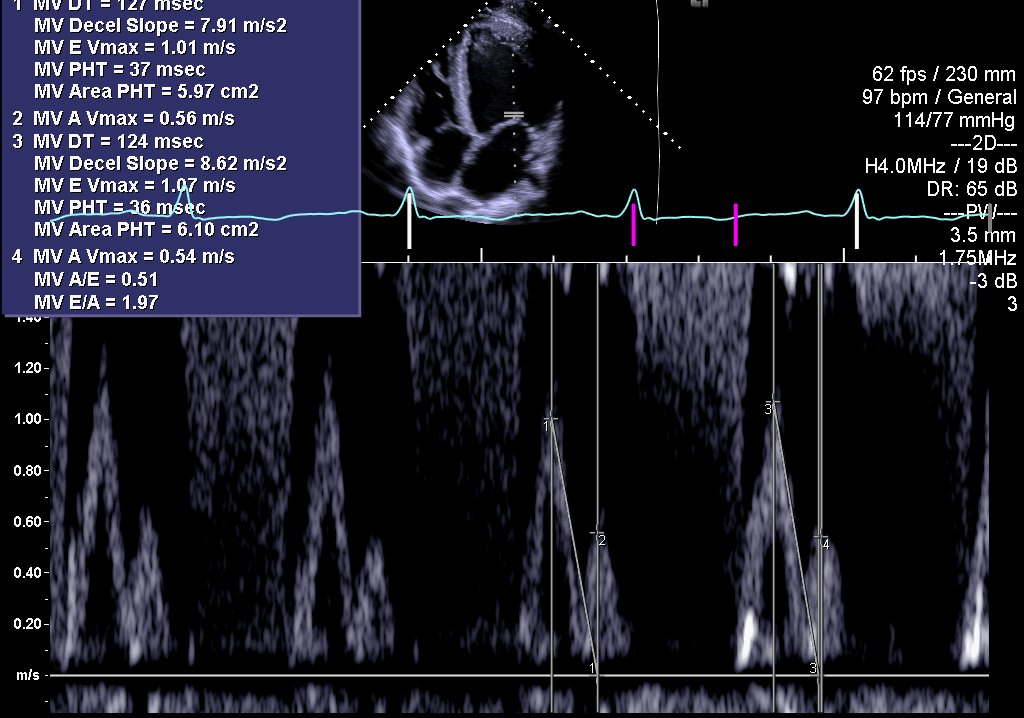 1 MV DT = 127 msec
MV Decel Slope = 7.91 m/s2
MV E Vmax = 1.01 m/s
MV PHT = 37 msec
MV Area PHT = 5.97 cm2
2 MV A Vmax = 0.56 m/s
3 MV DT = 124 msec
MV Decel Slope = 8.62 m/s2
MV E Vmax = 1.07 m/s
MV PHT = 36 msec
MV Area PHT = 6.10 cm2
4 MV A Vmax = 0.54 m/s
MV A/E = 0.51
MV E/A = 1.97
62 fps / 230 mm
97 bpm / General
114/77 mmHg
---2D---
H4.0MHz / 19 dB
DR: 65 dB
---PV/---
3.5 mm
1.75MHz
-3 dB
3
1.40
1.20
1.00
0.80
0.60
0.40
0.20
m/s
1
2
3
4
1
3